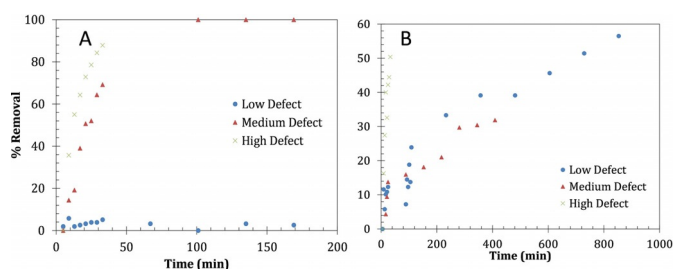 A
B
% Removal
100
80
60
40
20
0
Low Defect
Medium Defect
High Defect
0
50
100
150
200
Time (min)
60
50
40
30
20
10
0
Low Defect
Medium Defect
High Defect
0
200
400
600
800
1000
Time (min)